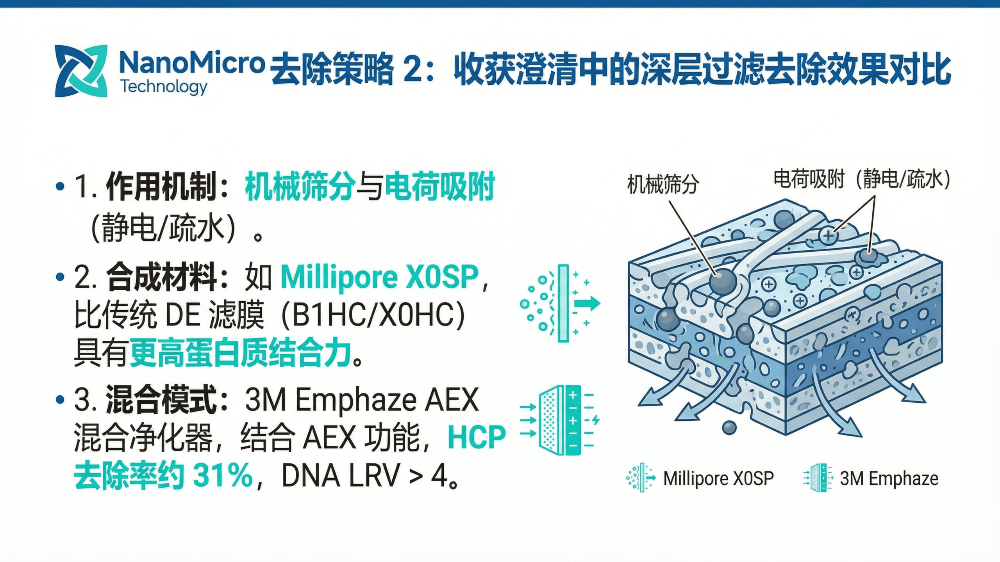 NanoMicro
Technology
去除策略 2：收获澄清中的深层过滤去除效果对比
• 1. 作用机制：机械筛分与电荷吸附
（静电/疏水）。
• 2. 合成材料：如 Millipore X0SP，
比传统 DE 滤膜（B1HC/X0HC）
具有更高蛋白质结合力。
• 3. 混合模式：3M Emphaze AEX
混合净化器，结合 AEX 功能，HCP
去除率约 31%，DNA LRV > 4。
机械筛分
电荷吸附（静电/疏水）
Millipore X0SP
3M Emphaze